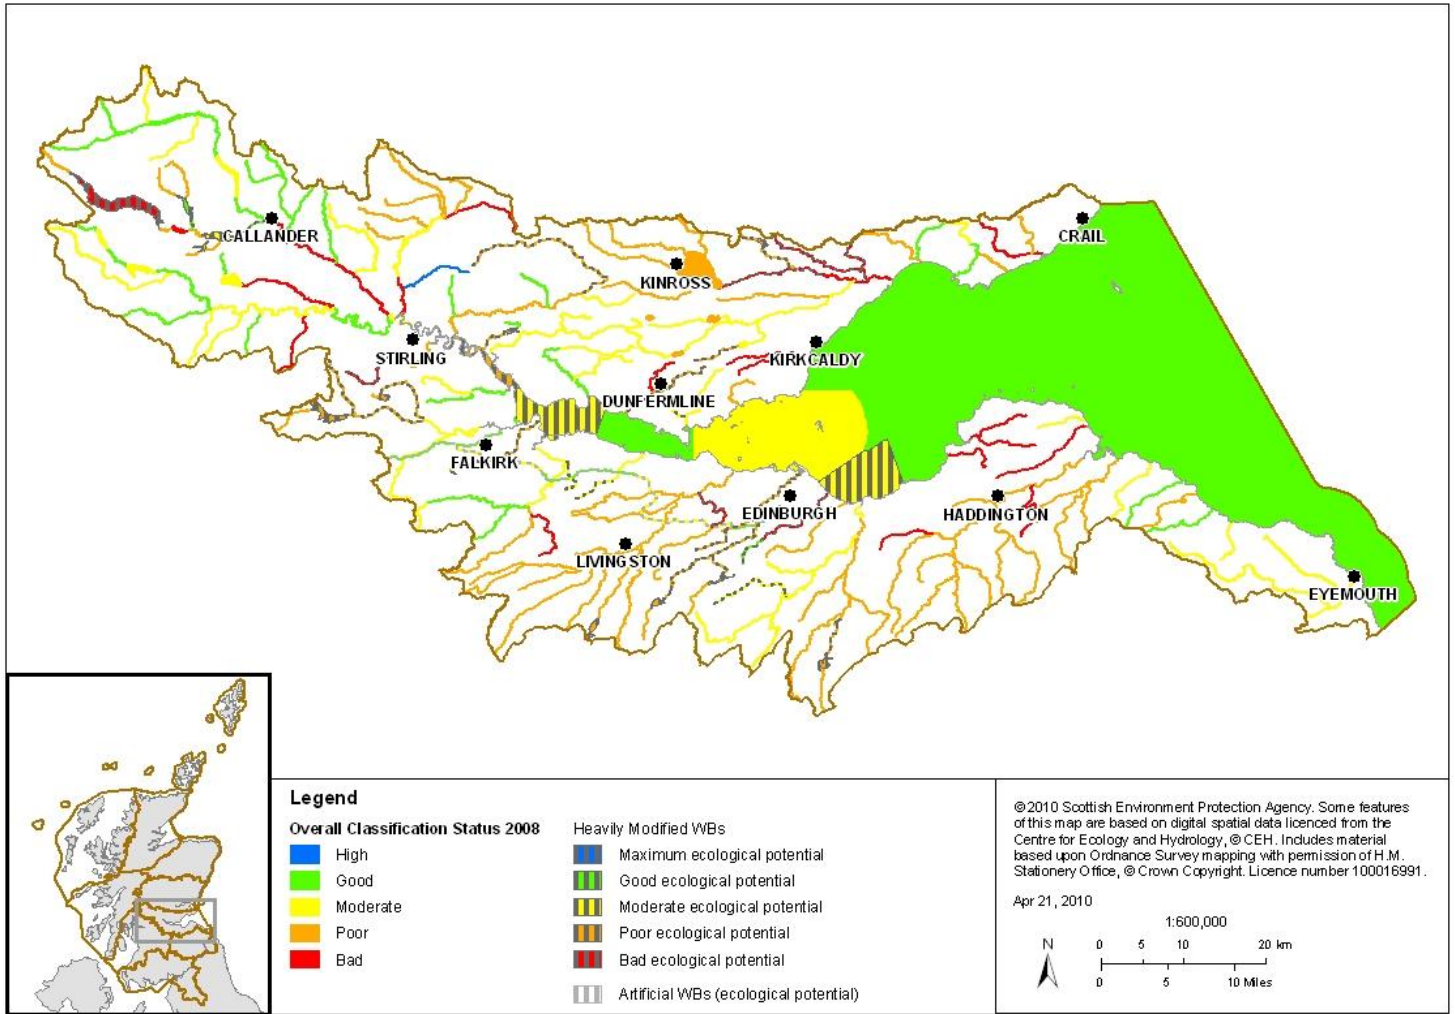 CRAIL
CALLANDER
KINROSS
STIRLING
KIRKCALDY
DUNFERMLINE
FALKIRK
EDINBURGH
HADDINGTON
LIVINGSTON
EYEMOUTH
Legend
Overall Classification Status 2008
High
Good
Moderate
Poor
Bad
Heavily Modified WBs
Maximum ecological potential
Good ecological potential
Moderate ecological potential
Poor ecological potential
Bad ecological potential
Artificial WBs (ecological potential)
©2010 Scottish Environment Protection Agency. Some features
of this map are based on digital spatial data licenced from the
Centre for Ecology and Hydrology, © CEH. Includes material
based upon Ordnance Survey mapping with permission of H.M.
Stationery Office, © Crown Copyright. Licence number 100016991.
Apr 21, 2010
1:600,000
N
0 5 10 20 km
0 5 10 Miles